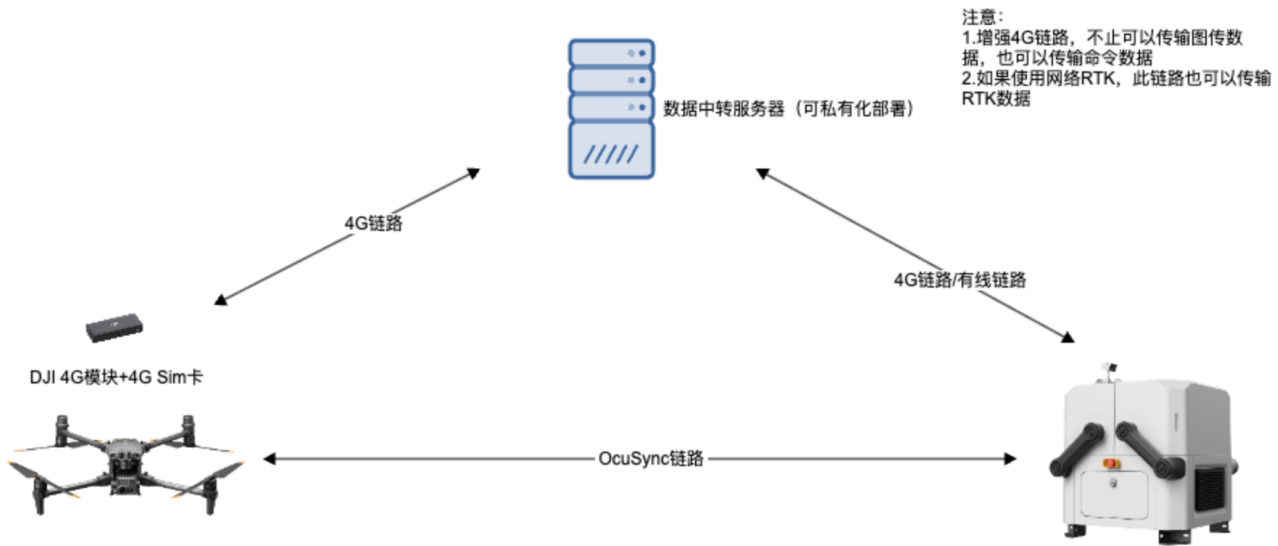 注意：
1.增强4G链路，不止可以传输图传数
据，也可以传输命令数据
2.如果使用网络RTK，此链路也可以传输
RTK数据
数据中转服务器（可私有化部署）
4G链路
4G链路/有线链路
DJI 4G模块+4G Sim卡
OcuSync链路